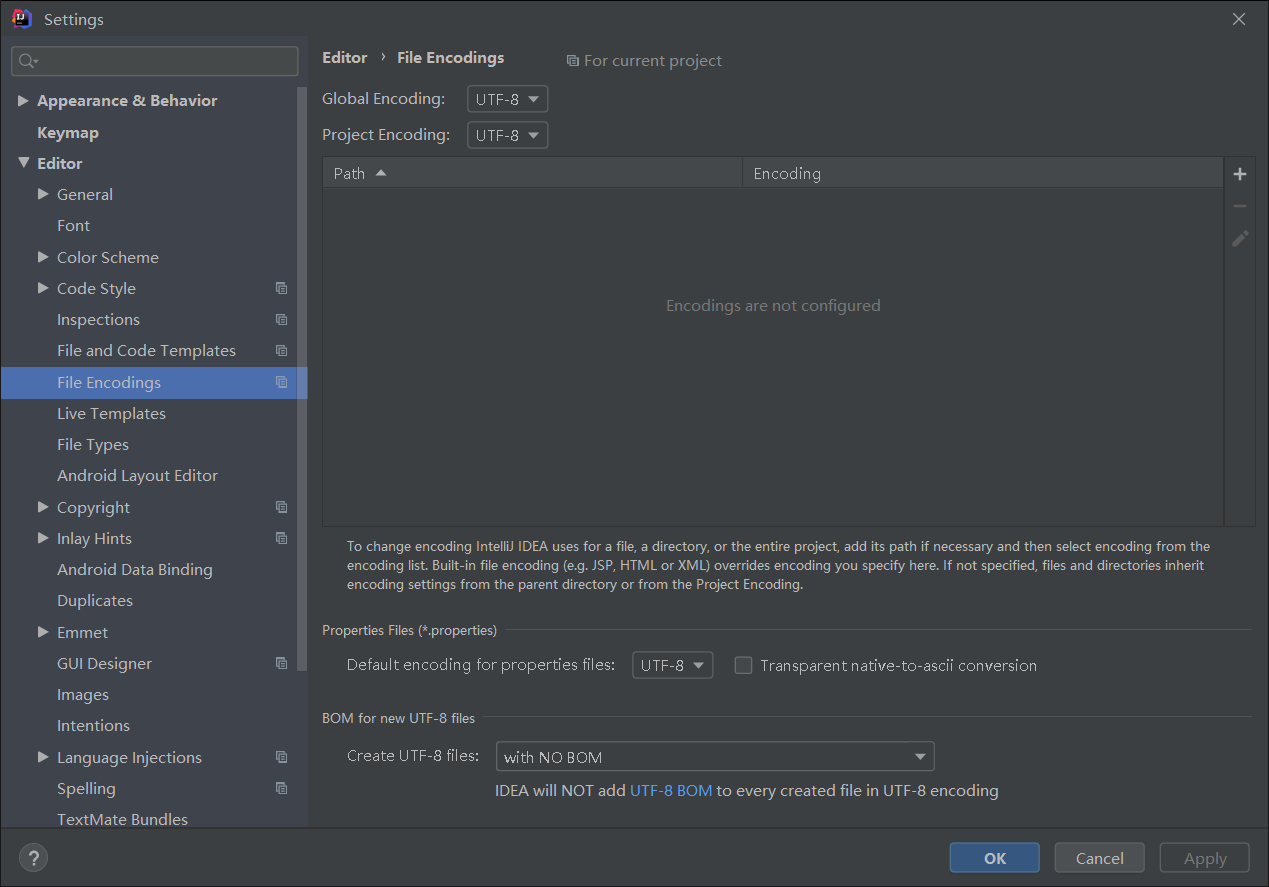 Settings
Editor › File Encodings
For current project
Appearance & Behavior
Keymap
Editor
General
Font
Color Scheme
Code Style
Inspections
File and Code Templates
File Encodings
Live Templates
File Types
Android Layout Editor
Copyright
Inlay Hints
Android Data Binding
Duplicates
Emmet
GUI Designer
Images
Intentions
Language Injections
Spelling
TextMate Bundles
Global Encoding: UTF-8
Project Encoding: UTF-8
Path Encoding
Encodings are not configured
To change encoding IntelliJ IDEA uses for a file, a directory, or the entire project, add its path if necessary and then select encoding from the
encoding list. Built-in file encoding (e.g. JSP, HTML or XML) overrides encoding you specify here. If not specified, files and directories inherit
encoding settings from the parent directory or from the Project Encoding.
Properties Files (*.properties)
Default encoding for properties files: UTF-8 Transparent native-to-ascii conversion
BOM for new UTF-8 files
Create UTF-8 files: with NO BOM
IDEA will NOT add UTF-8 BOM to every created file in UTF-8 encoding
? OK Cancel Apply